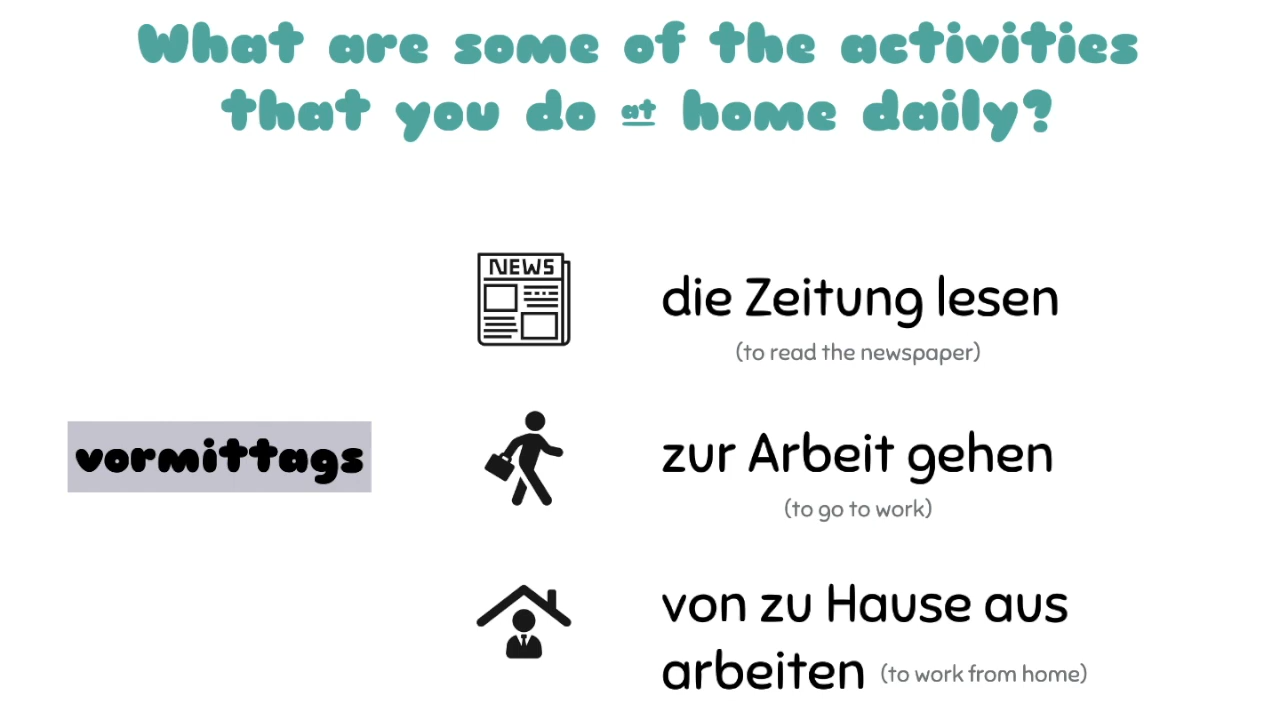 What are some of the activities
that you do at home daily?
NEWS
die Zeitung lesen
(to read the newspaper)
vormittags
zur Arbeit gehen
(to go to work)
von zu Hause aus
arbeiten (to work from home)